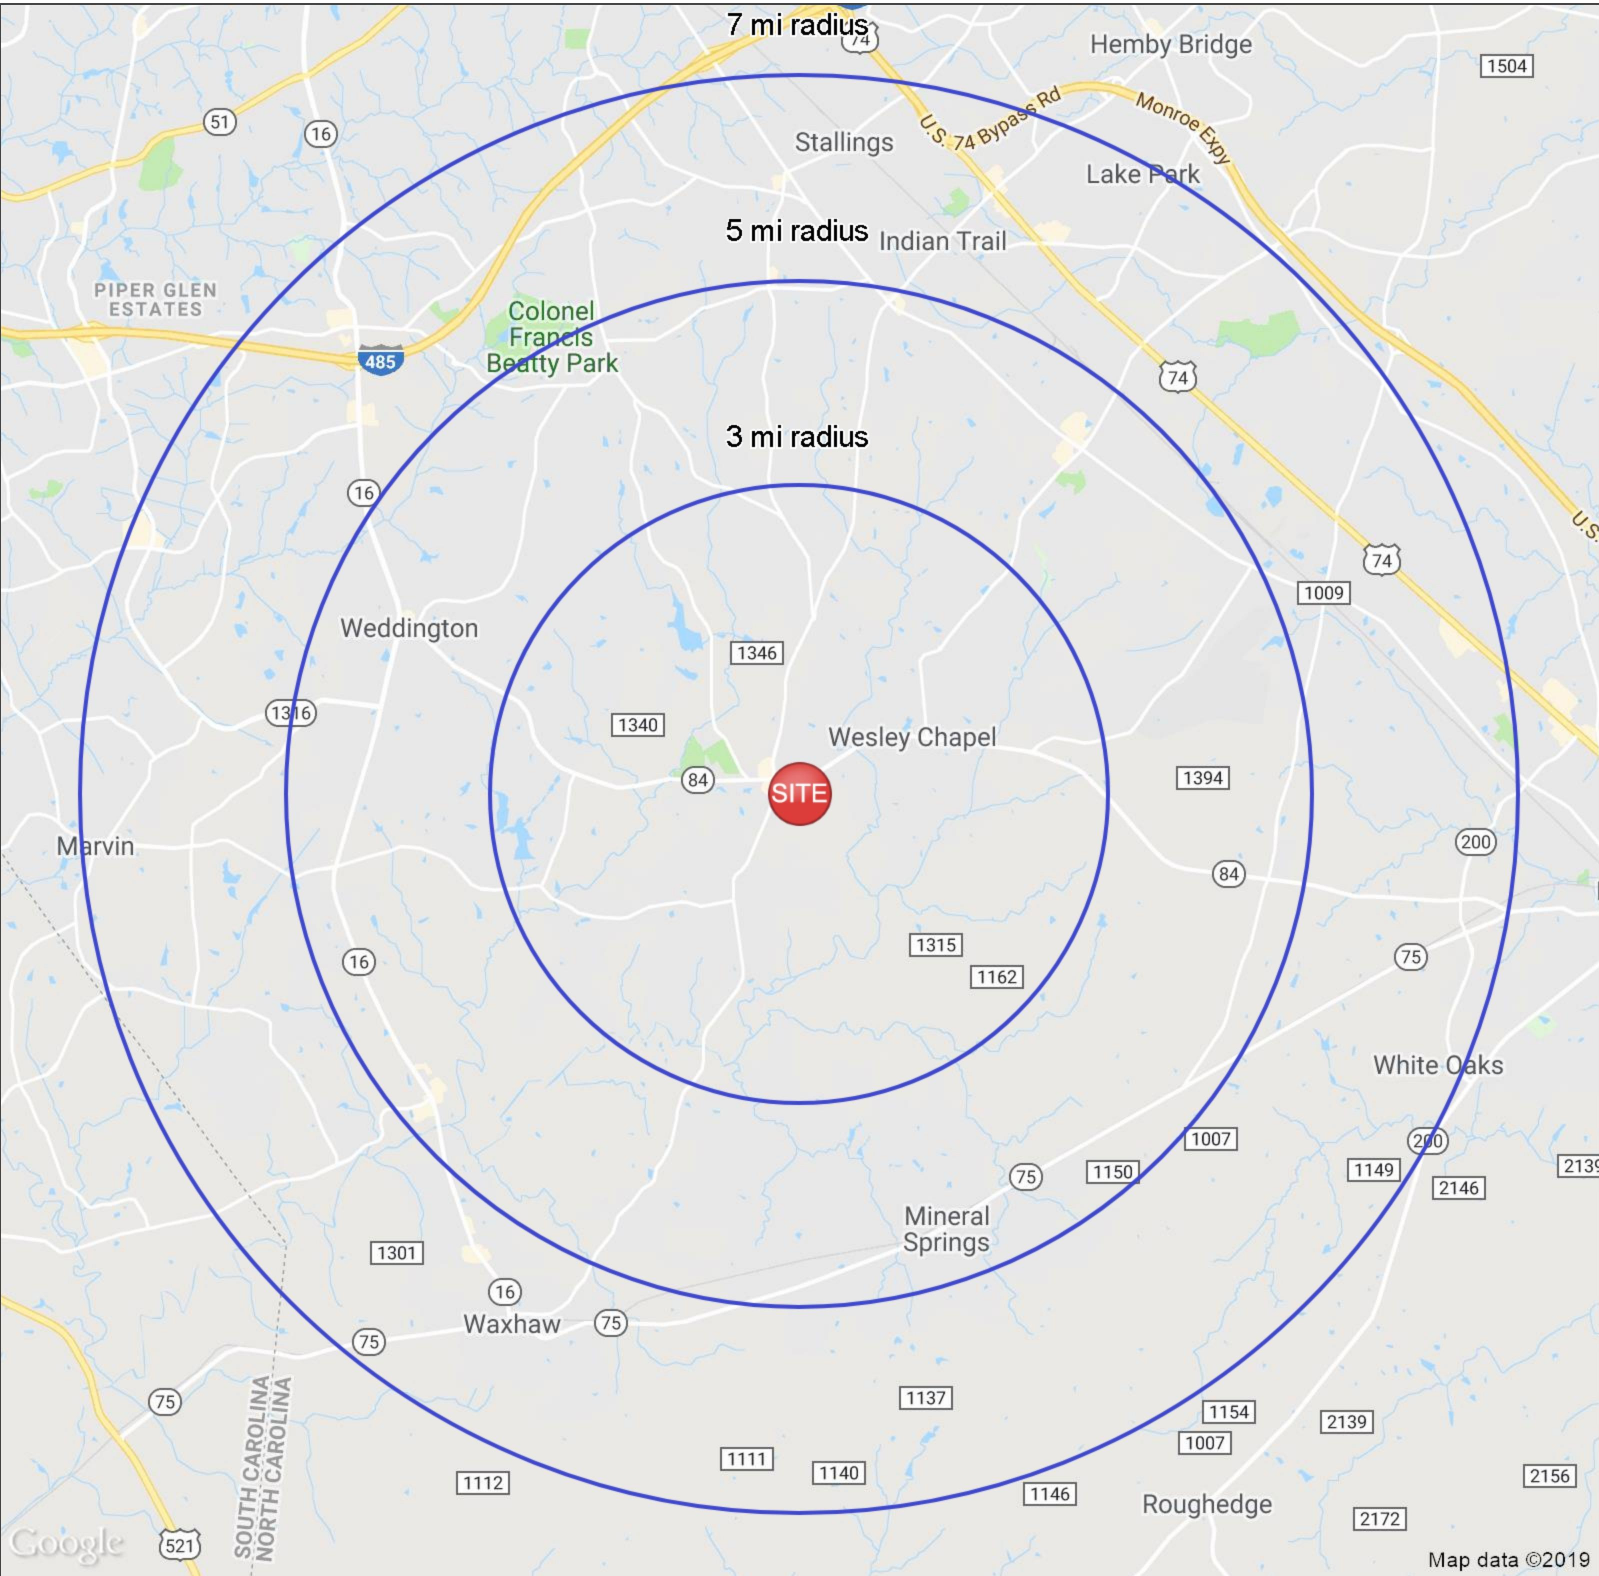 7 mi radius
74
Hemby Bridge
1504
51
16
U.S. 74 Bypass Rd
Monroe Expy
Stallings
Lake Park
5 mi radius
Indian Trail
PIPER GLEN
ESTATES
Colonel
Francis
Beatty Park
485
74
3 mi radius
16
U.S.
74
1009
Weddington
1346
1316
1340
Wesley Chapel
84
SITE
1394
Marvin
200
84
16
1315
75
1162
White Oaks
1007
200
1150
75
1149
2139
2146
Mineral
Springs
1301
16
Waxhaw
75
75
75
1137
1154
2139
1007
1111
1140
1112
1146
2156
Roughedge
2172
SOUTH CAROLINA
NORTH CAROLINA
Google
521
Map data ©2019